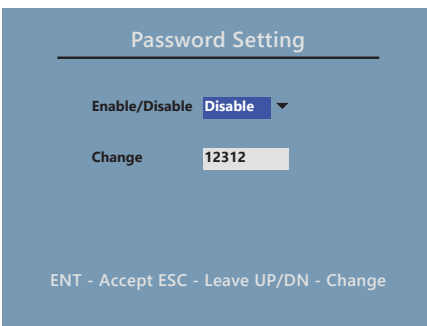 Password Setting
Enable/Disable Disable
Change 12312
ENT - Accept ESC - Leave UP/DN - Change